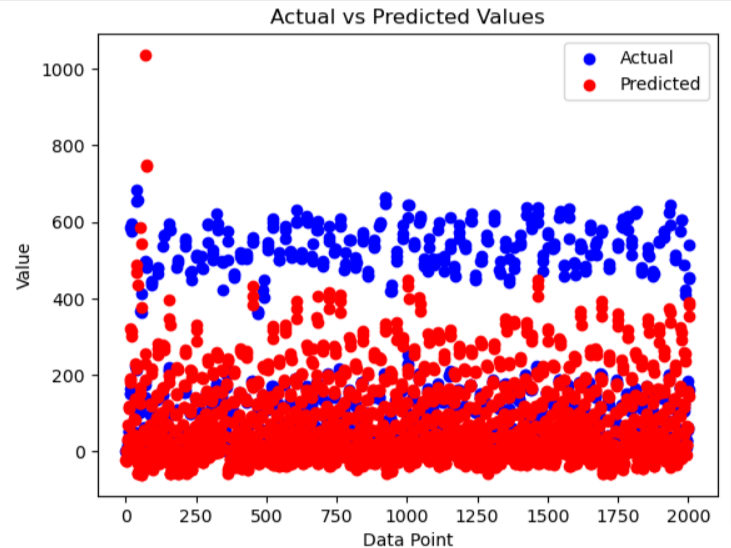 Actual vs Predicted Values
Actual
Predicted
1000
800
600
400
200
0
Value
0 250 500 750 1000 1250 1500 1750 2000
Data Point